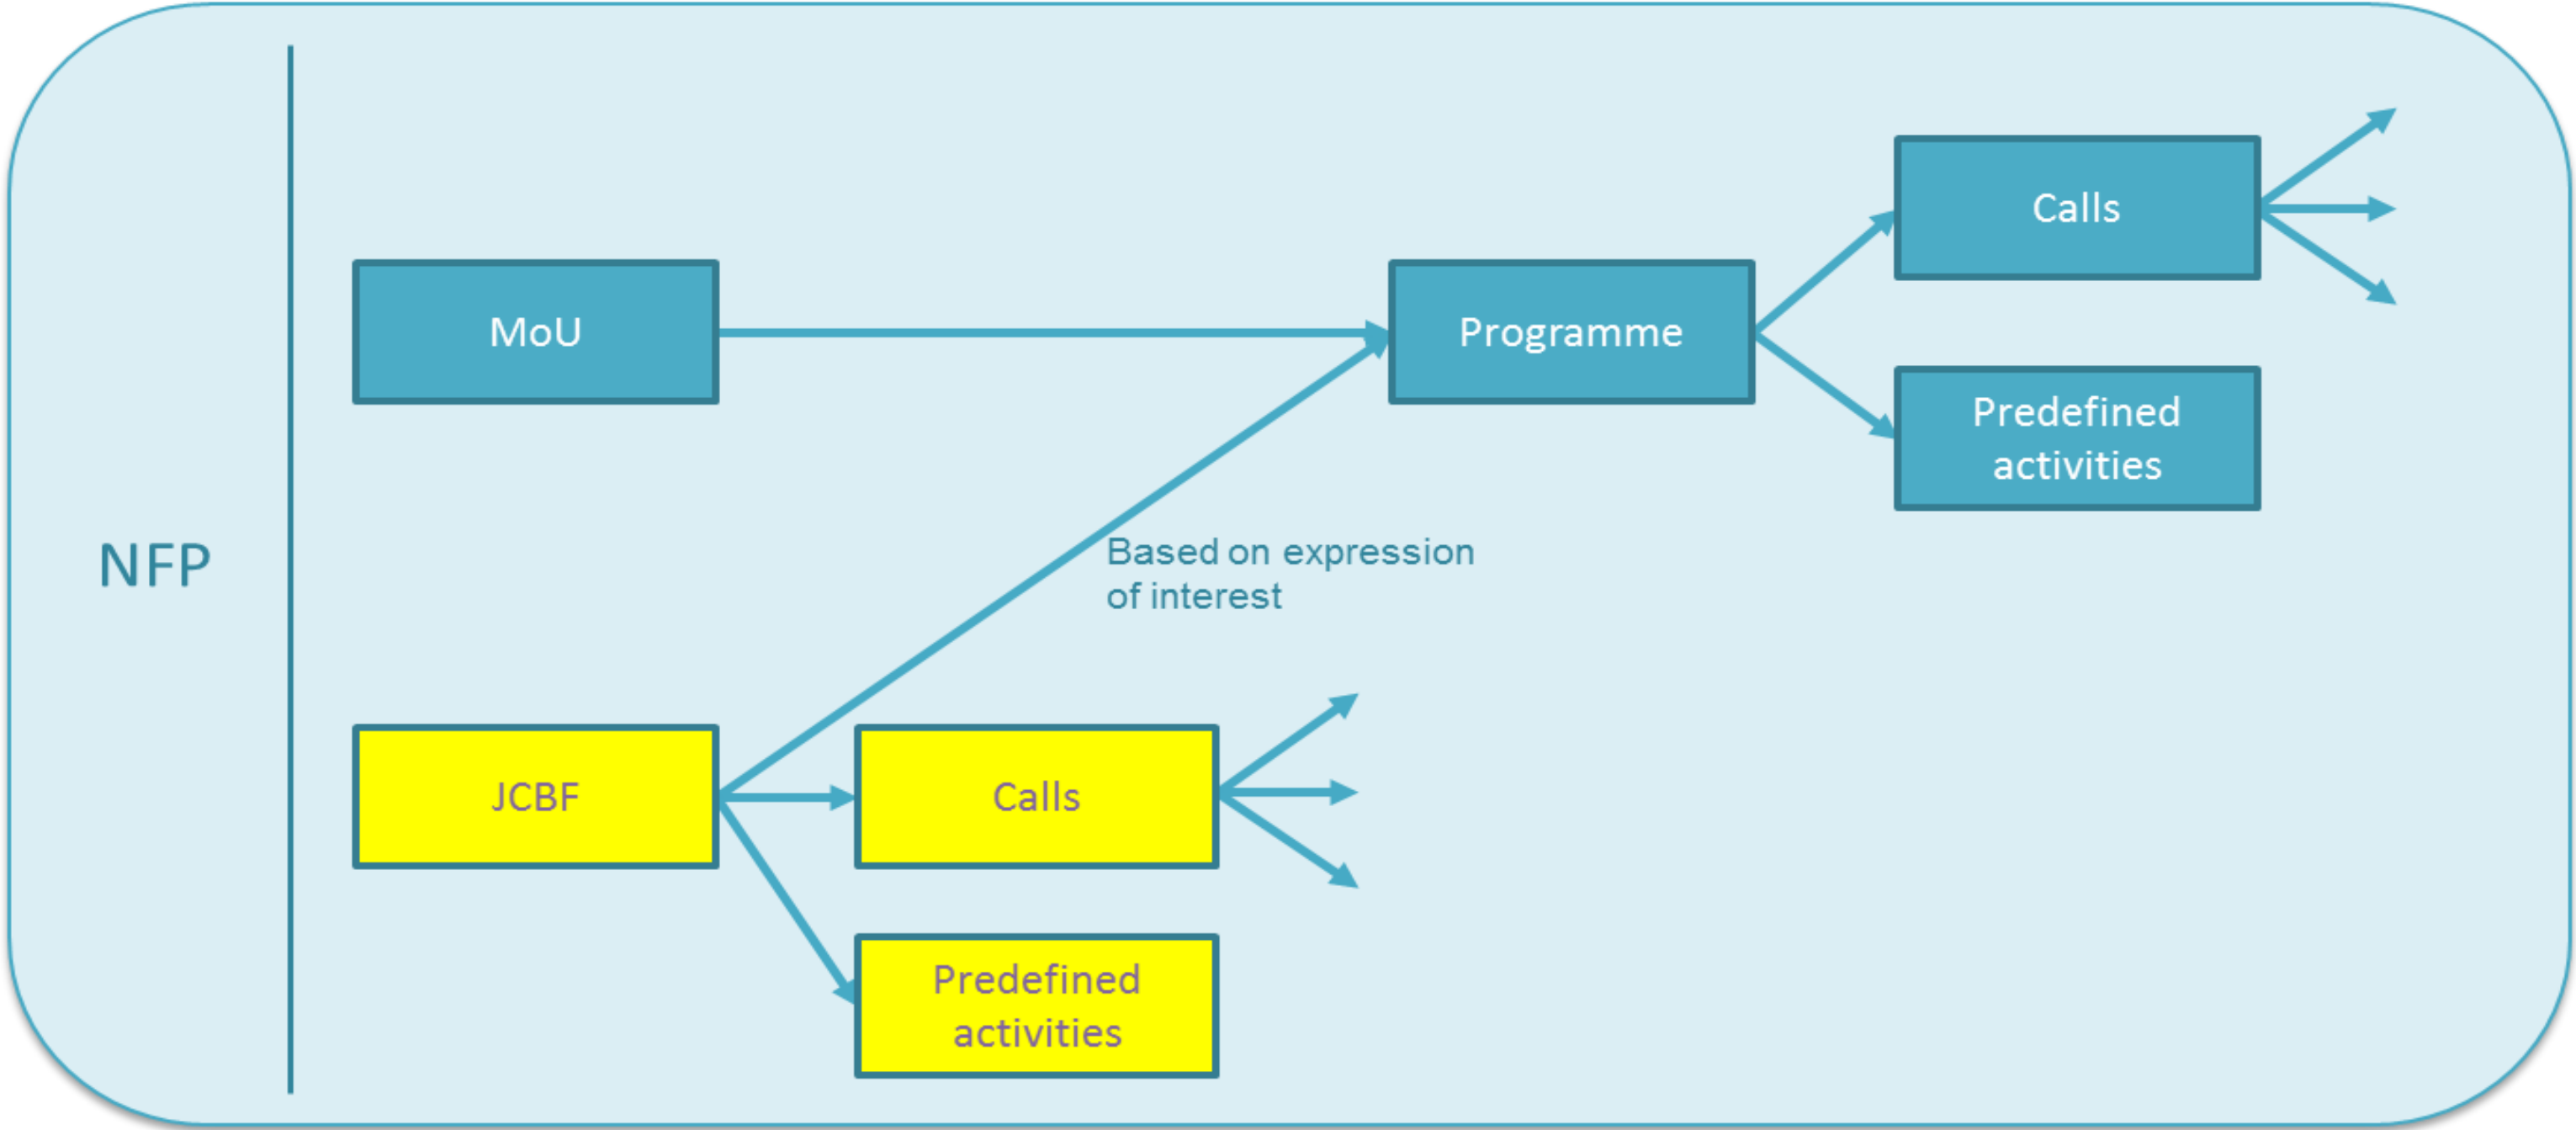 NFP
MoU
Programme
Calls
Predefined
activities
Based on expression
of interest
JCBF
Calls
Predefined
activities